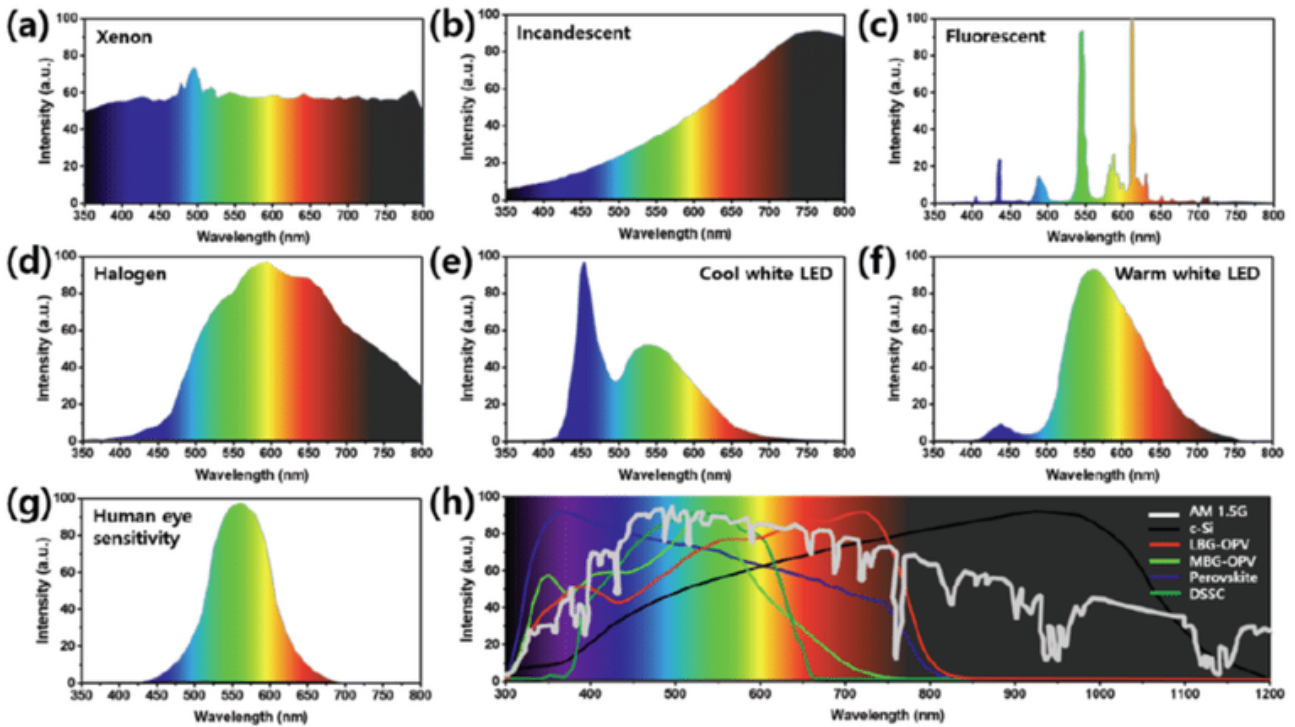 (a) Xenon
Intensity (a.u.)
100
80
60
40
20
0
350 400 450 500 550 600 650 700 750 800
Wavelength (nm)
(b) Incandescent
Intensity (a.u.)
100
80
60
40
20
0
350 400 450 500 550 600 650 700 750 800
Wavelength (nm)
(c) Fluorescent
Intensity (a.u.)
100
80
60
40
20
0
350 400 450 500 550 600 650 700 750 800
Wavelength (nm)
(d) Halogen
Intensity (a.u.)
100
80
60
40
20
0
350 400 450 500 550 600 650 700 750 800
Wavelength (nm)
(e) Cool white LED
Intensity (a.u.)
100
80
60
40
20
0
350 400 450 500 550 600 650 700 750 800
Wavelength (nm)
(f) Warm white LED
Intensity (a.u.)
100
80
60
40
20
0
350 400 450 500 550 600 650 700 750 800
Wavelength (nm)
(g) Human eye
sensitivity
Intensity (a.u.)
100
80
60
40
20
0
350 400 450 500 550 600 650 700 750 800
Wavelength (nm)
(h)
Intensity (a.u.)
100
80
60
40
20
0
300 400 500 600 700 800 900 1000 1100 1200
Wavelength (nm)
AM 1.5G
c-Si
LBG-OPV
MBG-OPV
Perovskite
DSSC